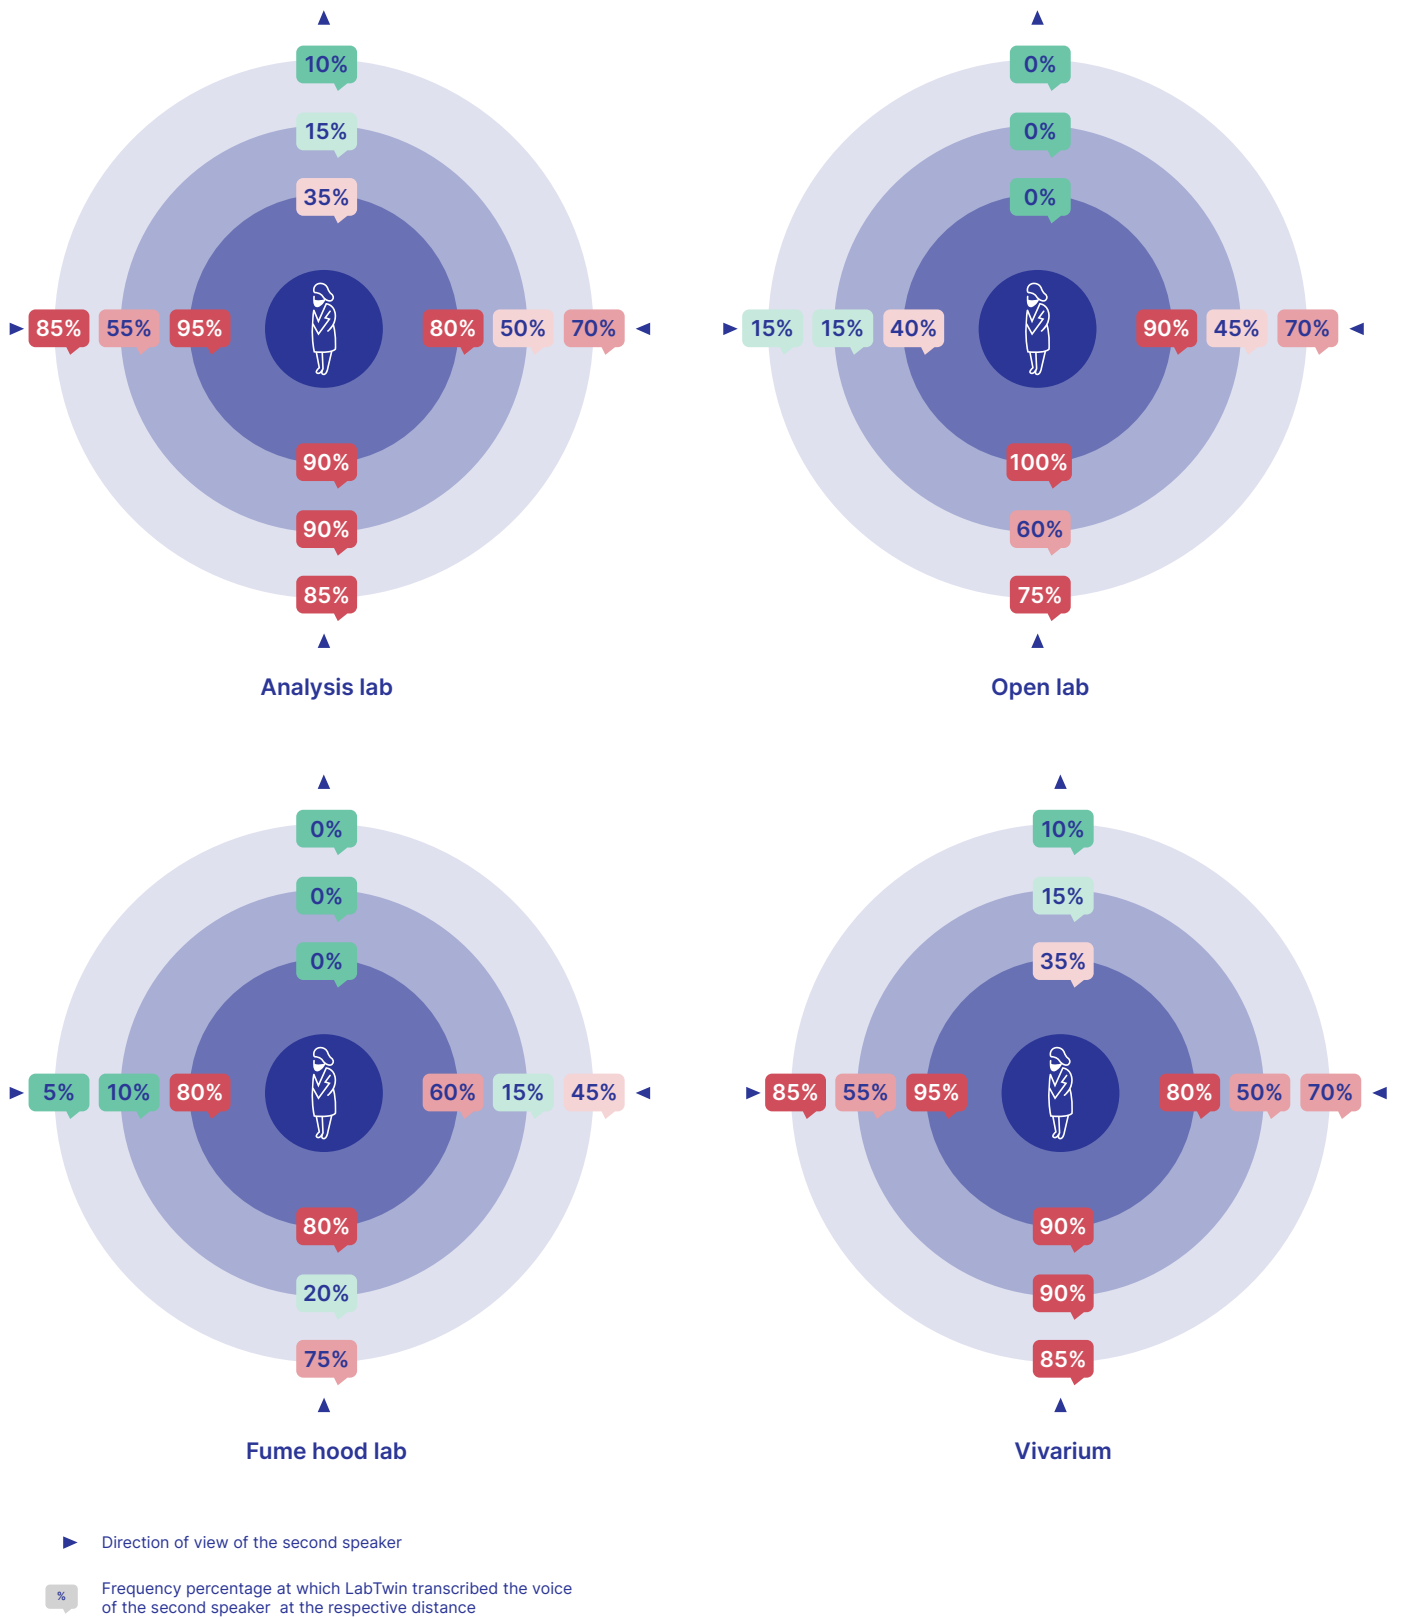 10%
0%
15%
0%
35%
0%
85% 55% 95% 80% 50% 70%
15% 15% 40% 90% 45% 70%
90%
100%
90%
60%
85%
75%
Analysis lab
Open lab
0%
10%
0%
15%
0%
35%
5% 10% 80% 60% 15% 45%
85% 55% 95% 80% 50% 70%
80%
90%
20%
90%
75%
85%
Fume hood lab
Vivarium
Direction of view of the second speaker
%
Frequency percentage at which LabTwin transcribed the voice
of the second speaker at the respective distance